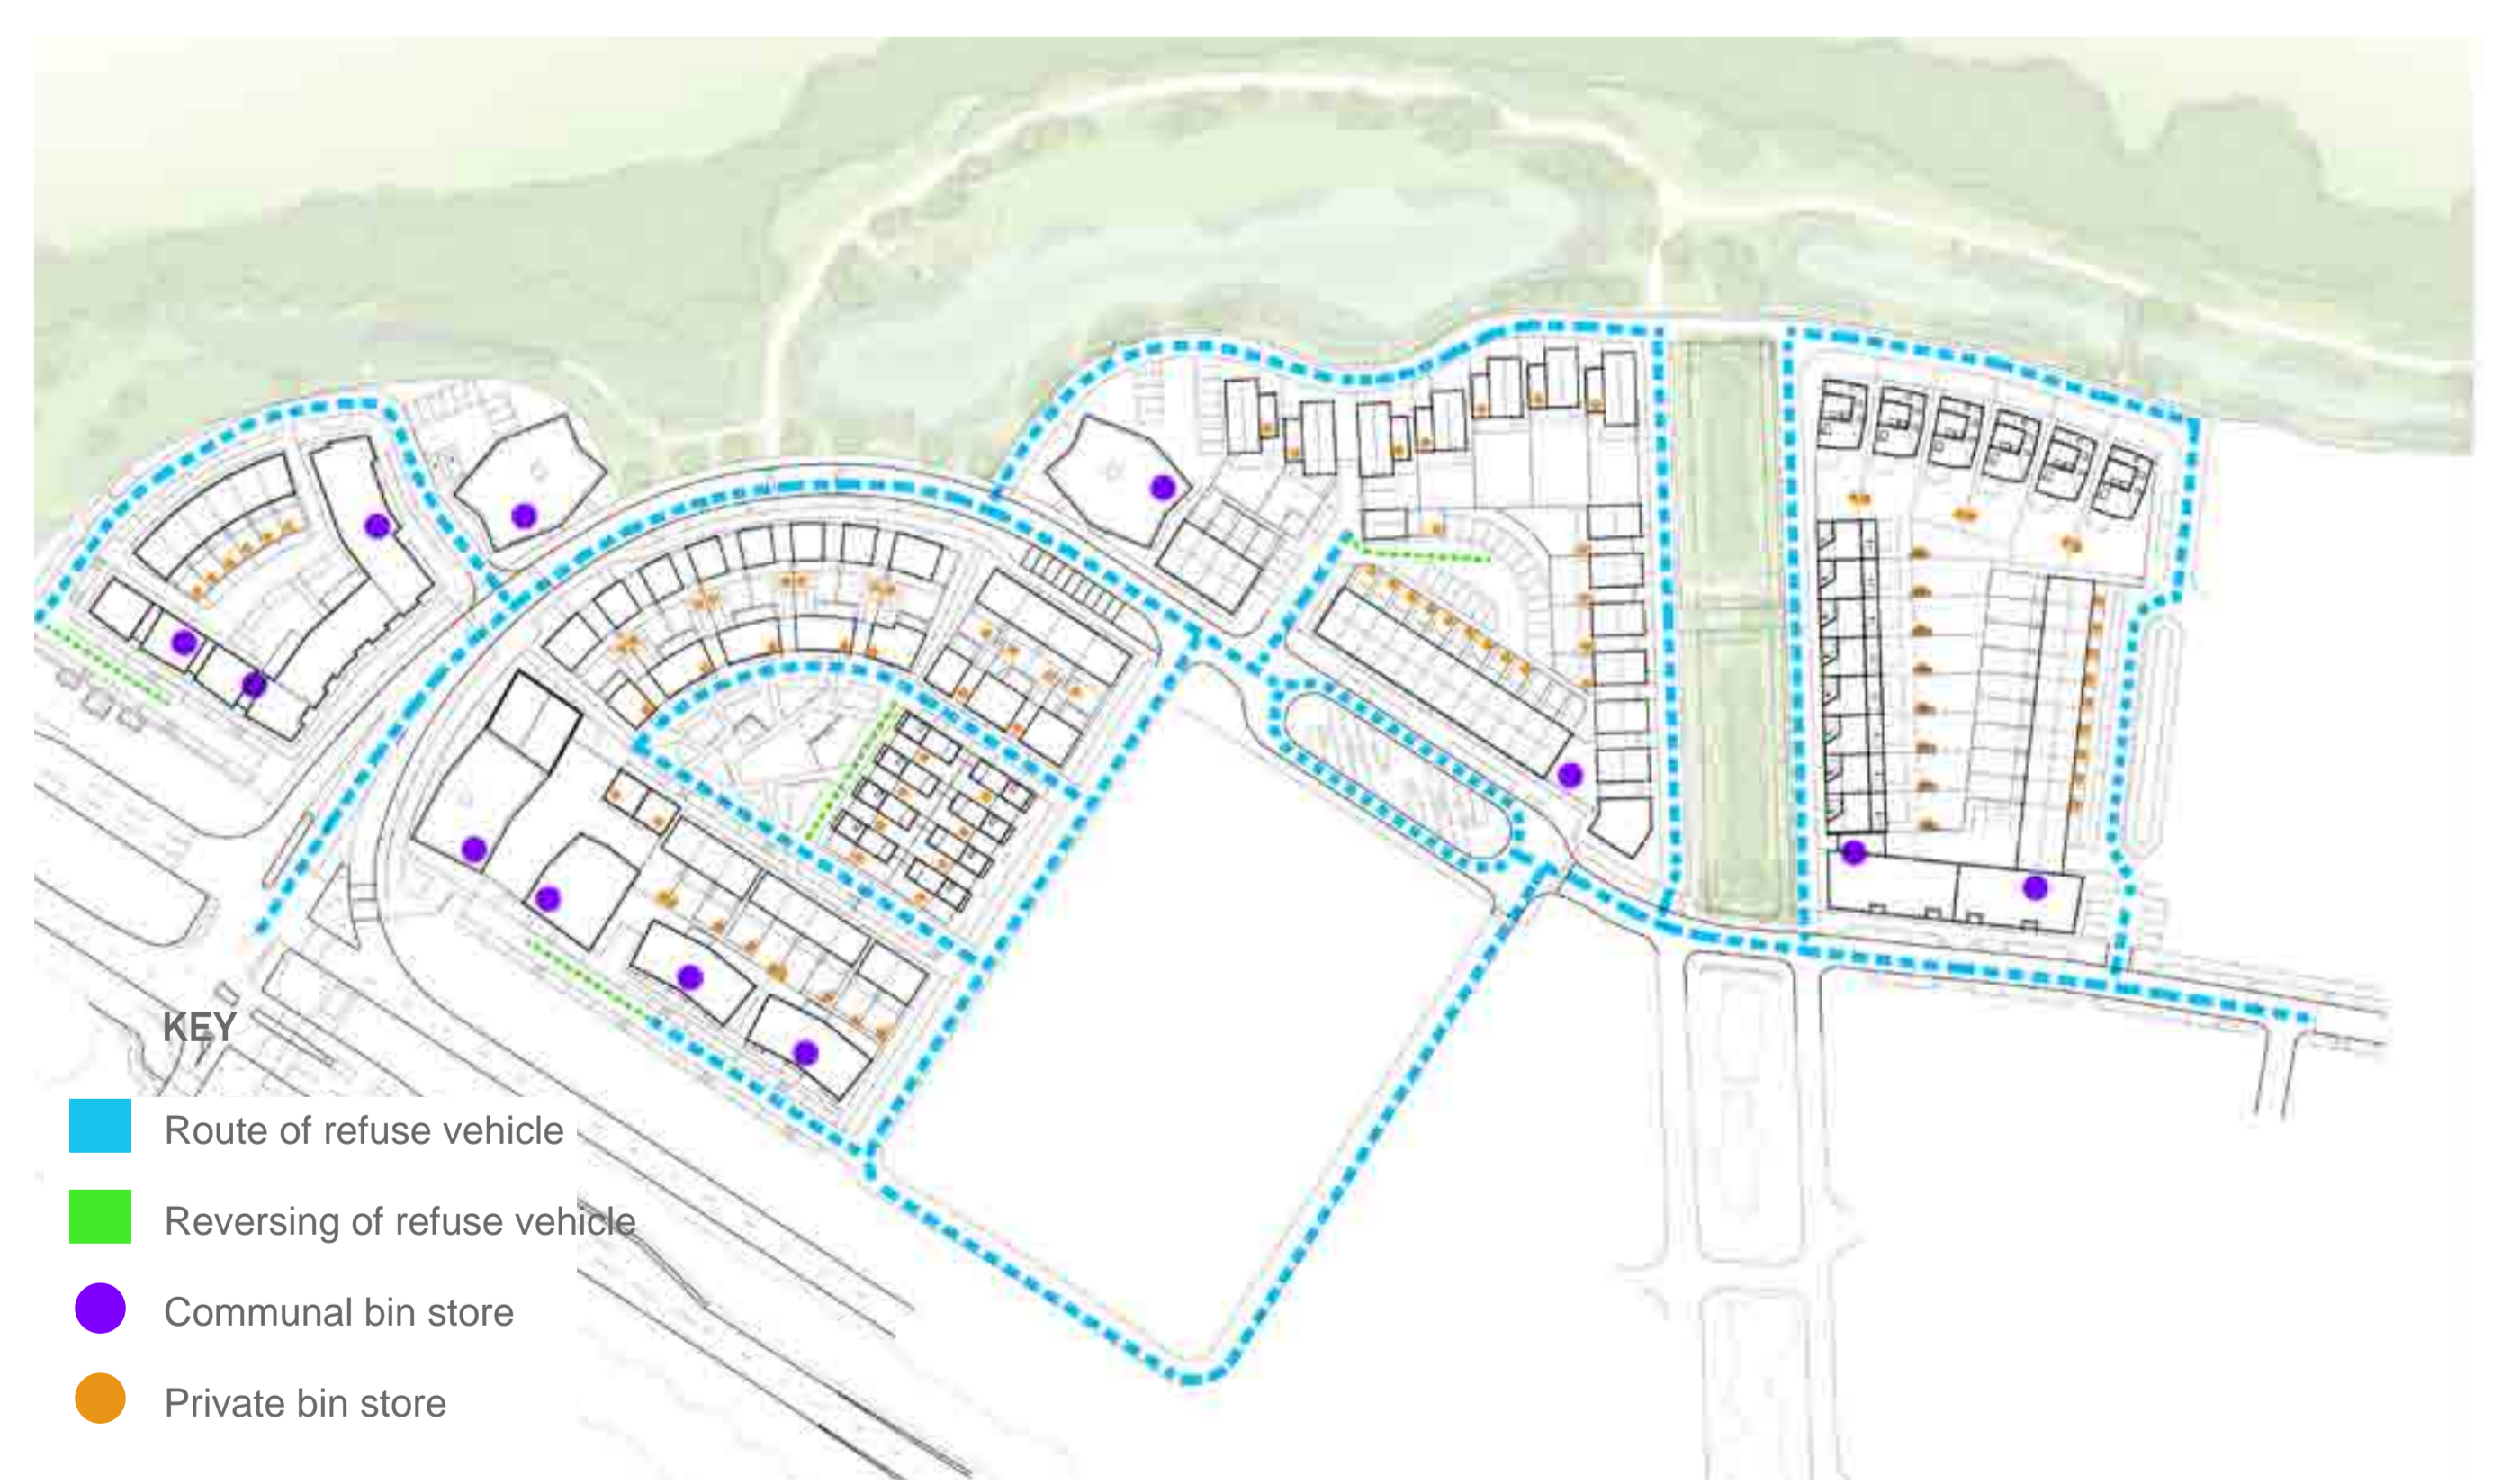 KEY
Route of refuse vehicle
Reversing of refuse vehicle
Communal bin store
Private bin store